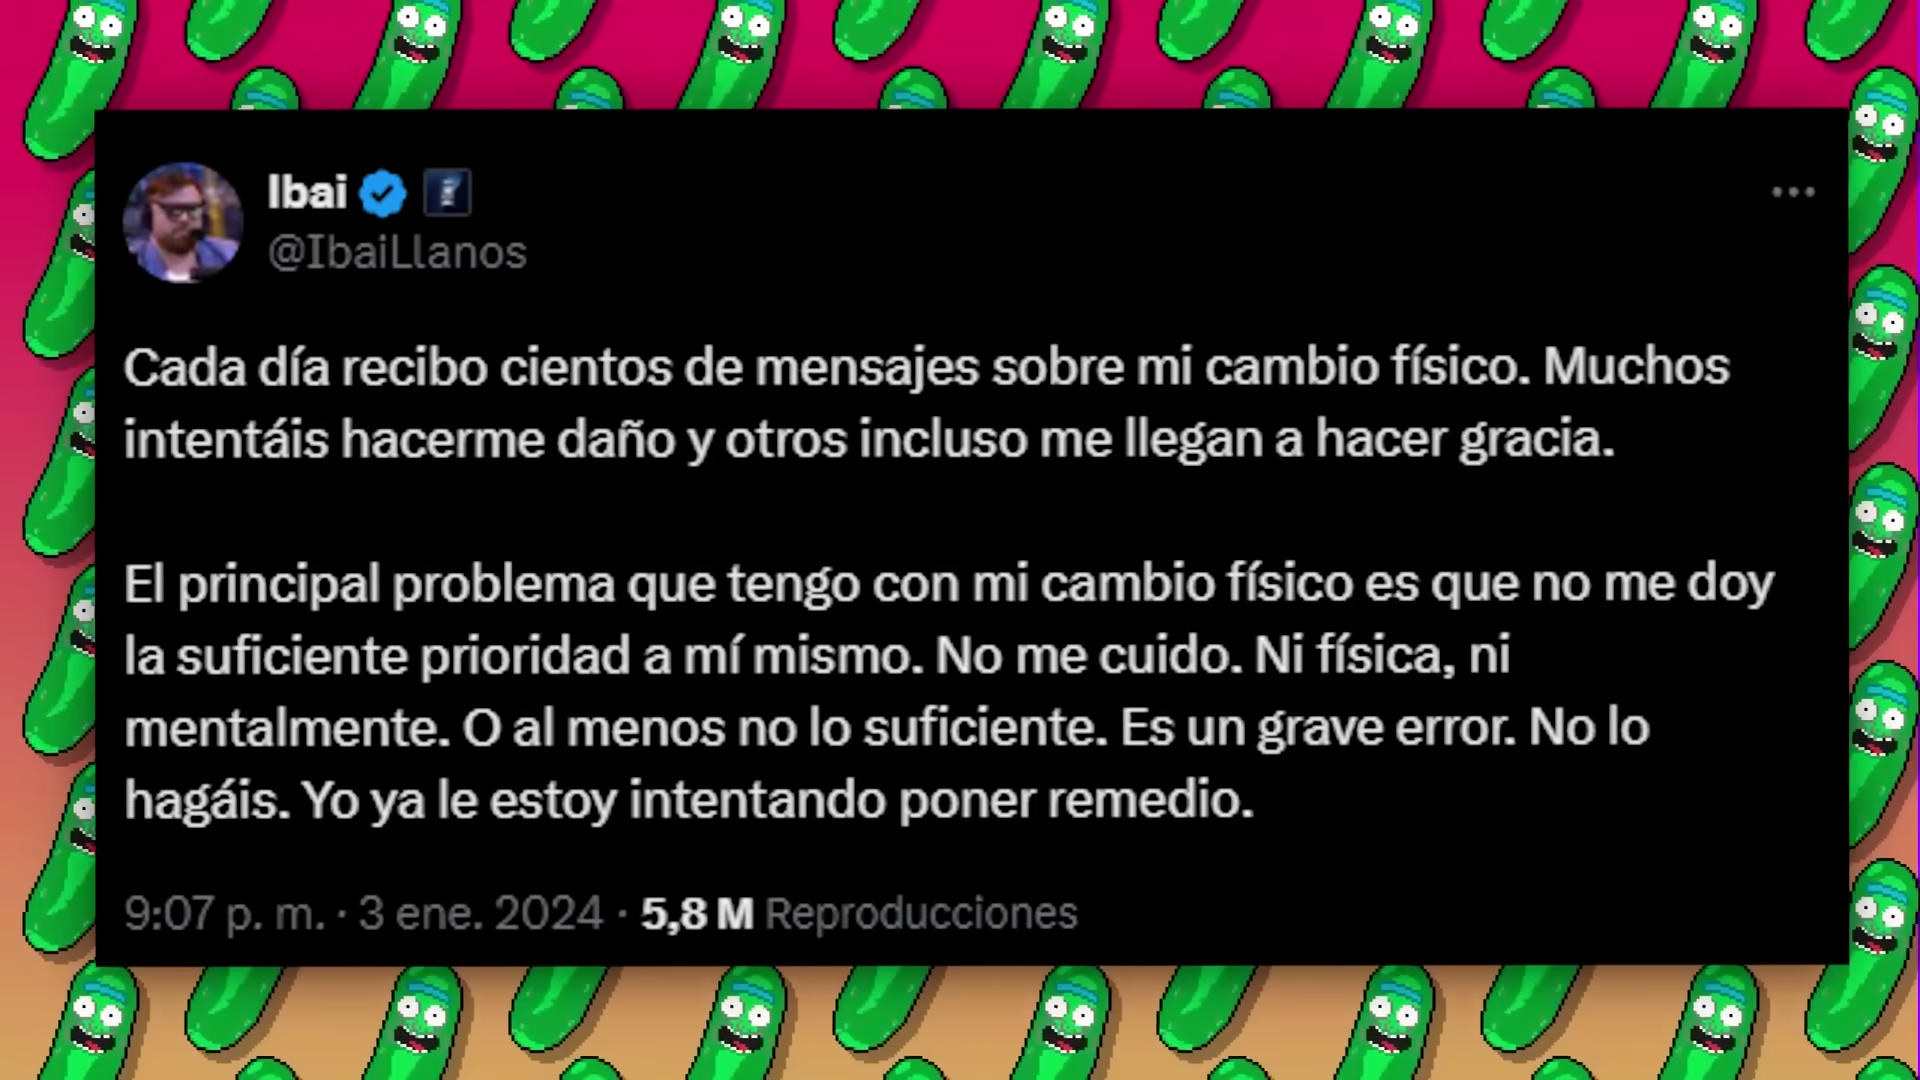 Ibai
@IbaiLlanos
Cada día recibo cientos de mensajes sobre mi cambio físico. Muchos
intentáis hacerme daño y otros incluso me llegan a hacer gracia.
El principal problema que tengo con mi cambio físico es que no me doy
la suficiente prioridad a mí mismo. No me cuido. Ni física, ni
mentalmente. O al menos no lo suficiente. Es un grave error. No lo
hagáis. Yo ya le estoy intentando poner remedio.
9:07 p. m. · 3 ene. 2024 · 5,8 M Reproducciones